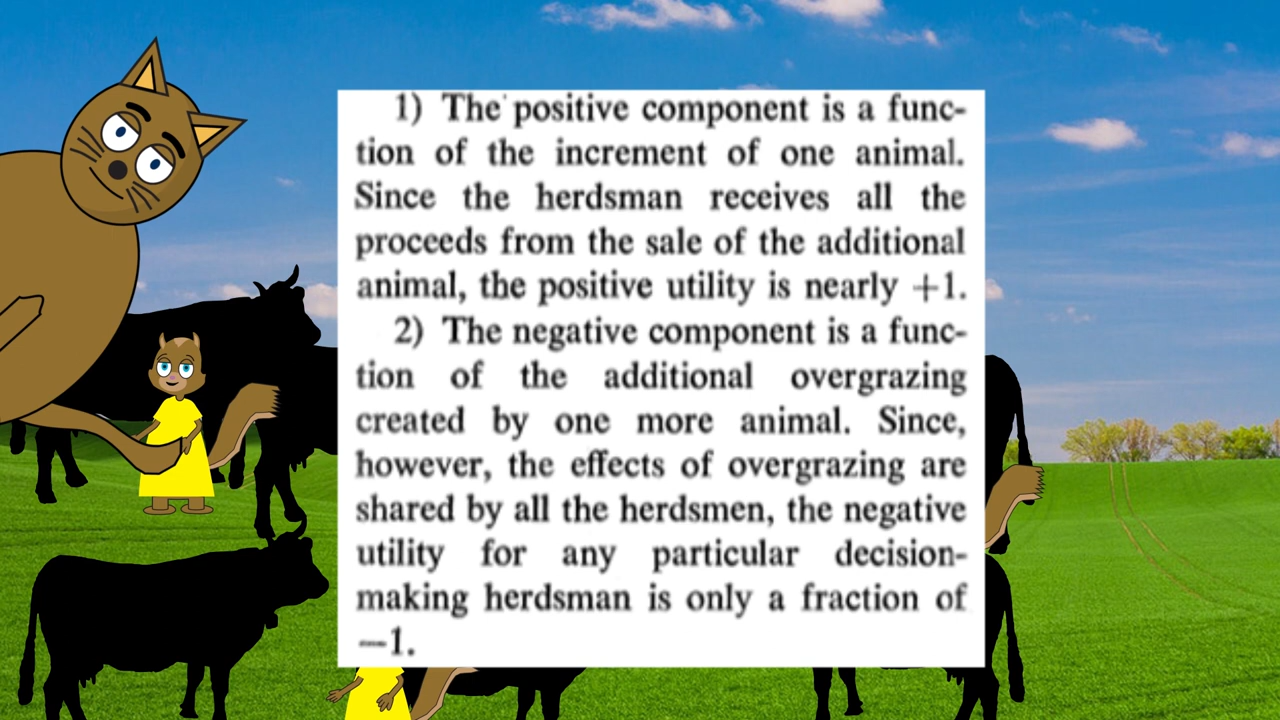 1) The positive component is a func-
tion of the increment of one animal.
Since the herdsman receives all the
proceeds from the sale of the additional
animal, the positive utility is nearly +1.
2) The negative component is a func-
tion of the additional overgrazing
created by one more animal. Since,
however, the effects of overgrazing are
shared by all the herdsmen, the negative
utility for any particular decision-
making herdsman is only a fraction of
—1.